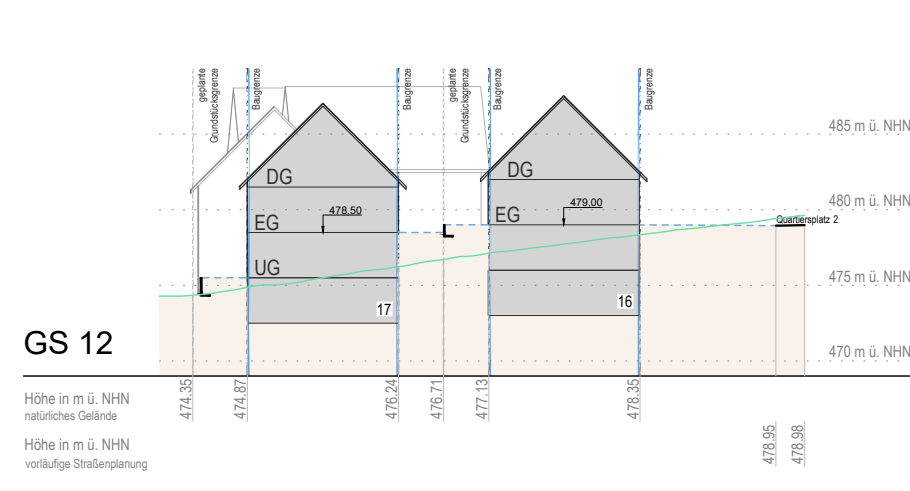 geplante
Grundstücksgrenze
Baugrenze
Baugrenze
geplante
Grundstücksgrenze
Baugrenze
Baugrenze
485 m ü. NHN
DG
DG
480 m ü. NHN
EG
478,50
EG
479,00
Quartiersplatz 2
UG
475 m ü. NHN
17
16
GS 12
470 m ü. NHN
Höhe in m ü. NHN
natürliches Gelände
474.35
474.87
476.24
476.71
477.13
478.35
Höhe in m ü. NHN
vorläufige Straßenplanung
478.95
478.98